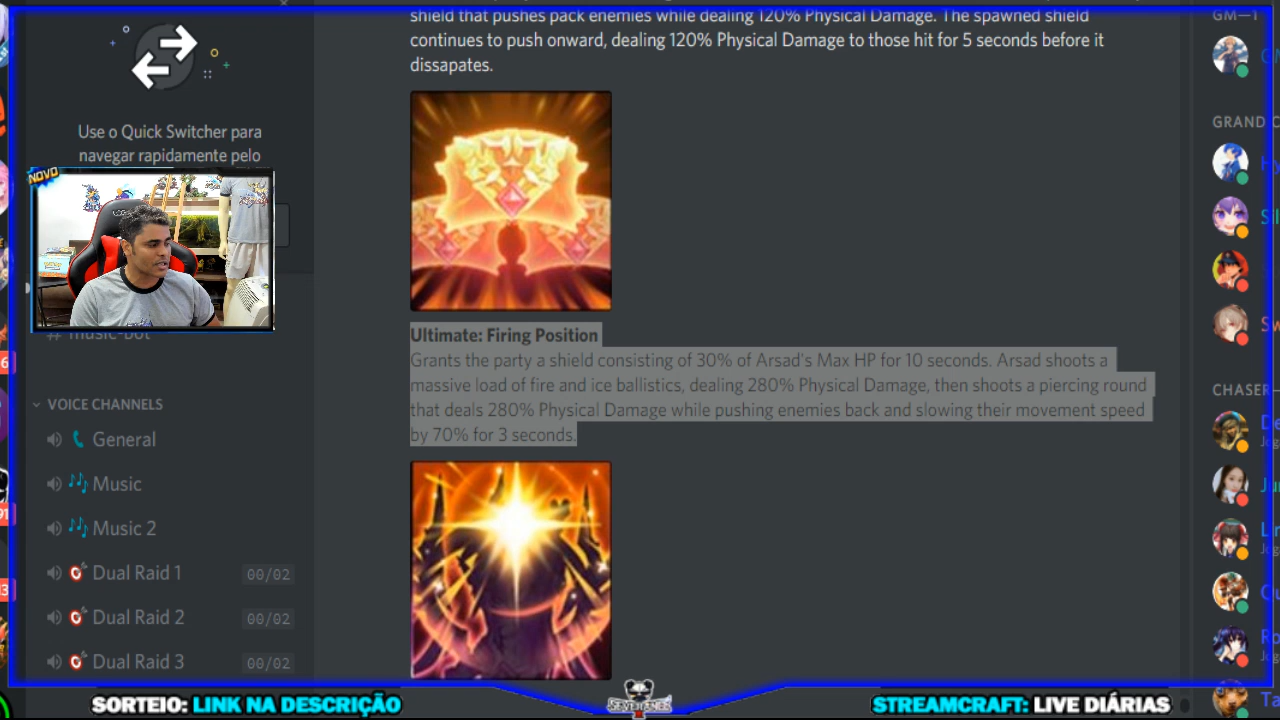 Use o Quick Switcher para
navegar rapidamente pelo
NOVO
# music-bot
VOICE CHANNELS
General
Music
Music 2
Dual Raid 1 00/02
Dual Raid 2 00/02
Dual Raid 3 00/02
shield that pushes pack enemies while dealing 120% Physical Damage. The spawned shield
continues to push onward, dealing 120% Physical Damage to those hit for 5 seconds before it
dissapates.
Ultimate: Firing Position
Grants the party a shield consisting of 30% of Arsad's Max HP for 10 seconds. Arsad shoots a
massive load of fire and ice ballistics, dealing 280% Physical Damage, then shoots a piercing round
that deals 280% Physical Damage while pushing enemies back and slowing their movement speed
by 70% for 3 seconds.
GM—1
GRAND C
CHASER
SORTEIO: LINK NA DESCRIÇÃO
STREAMCRAFT: LIVE DIÁRIAS